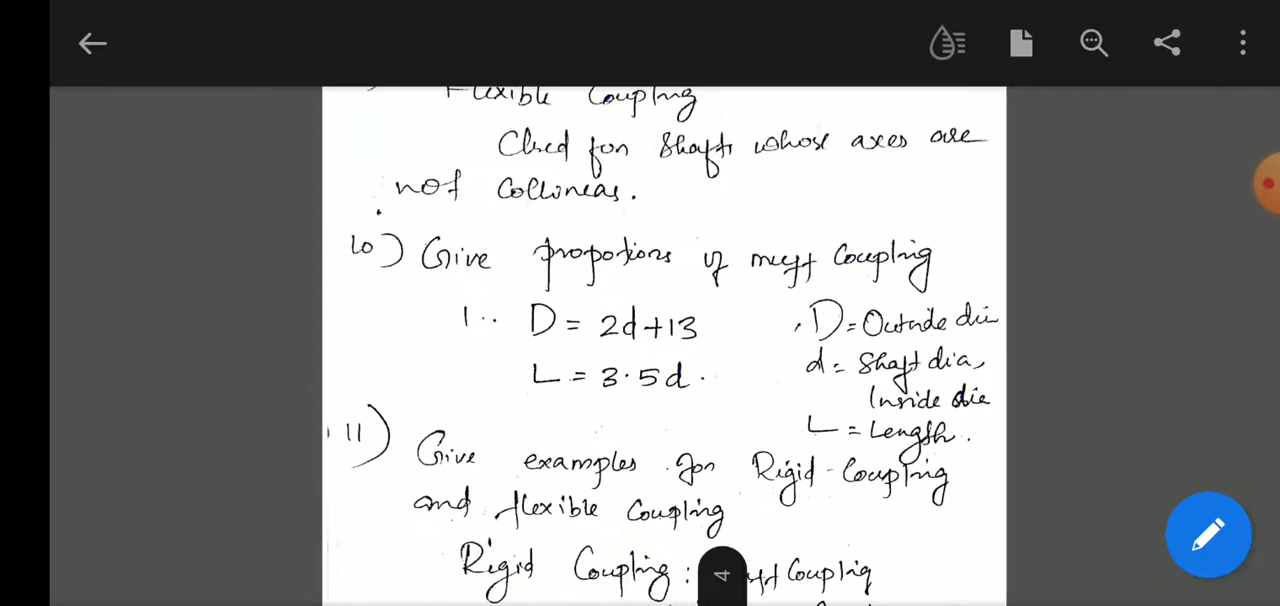 Flexible Coupling
Used for Shafts whose axes are
not Collinear.
10) Give proportions of muff Coupling
1.. D = 2d+13
L = 3.5d.
D = Outside dia
d = Shaft dia,
Inside dia
L = Length.
11) Give examples for Rigid-Coupling
and flexible Coupling
Rigid Coupling: Coupling
4